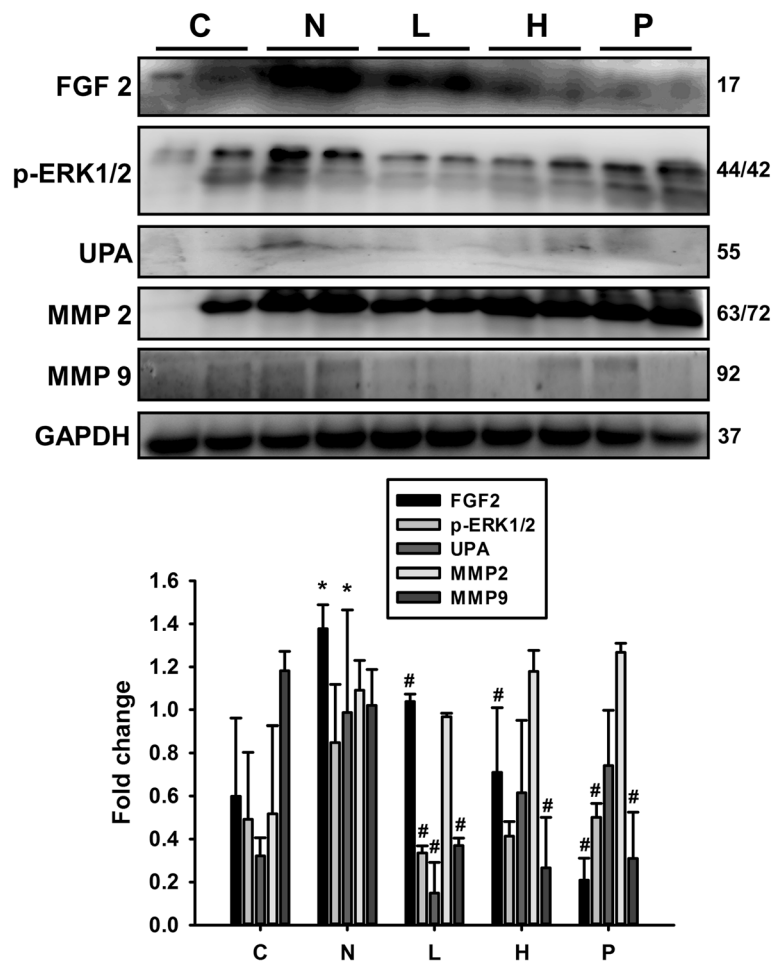 C N L H P
FGF 2 17
p-ERK1/2 44/42
UPA 55
MMP 2 63/72
MMP 9 92
GAPDH 37
FGF2
p-ERK1/2
UPA
MMP2
MMP9
Fold change
1.6
1.4
1.2
1.0
0.8
0.6
0.4
0.2
0.0
* *
# # # #
# #
# # #
C N L H P